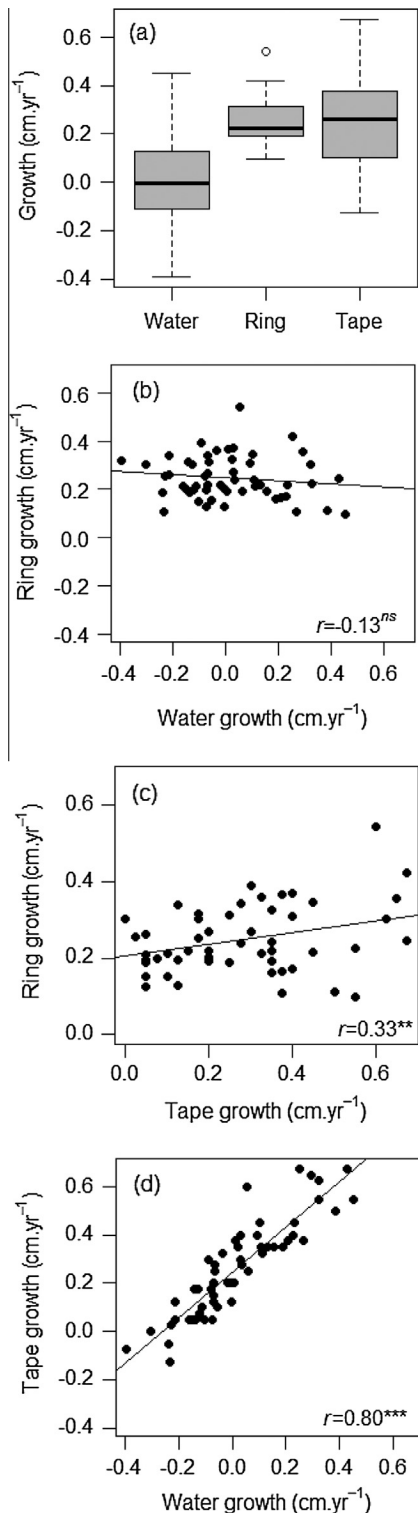 (a)
Growth (cm.yr⁻¹)
0.6
0.4
0.2
0.0
-0.2
-0.4
Water Ring Tape
(b)
Ring growth (cm.yr⁻¹)
0.6
0.4
0.2
0.0
-0.2
-0.4
r=-0.13ⁿˢ
-0.4 -0.2 0.0 0.2 0.4 0.6
Water growth (cm.yr⁻¹)
(c)
Ring growth (cm.yr⁻¹)
0.6
0.4
0.2
0.0
r=0.33**
0.0 0.2 0.4 0.6
Tape growth (cm.yr⁻¹)
(d)
Tape growth (cm.yr⁻¹)
0.6
0.4
0.2
0.0
-0.2
-0.4
r=0.80***
-0.4 -0.2 0.0 0.2 0.4 0.6
Water growth (cm.yr⁻¹)